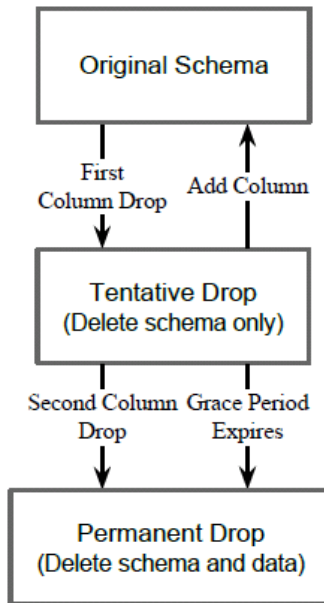 Original Schema
First
Column Drop
Add Column
Tentative Drop
(Delete schema only)
Second Column
Drop
Grace Period
Expires
Permanent Drop
(Delete schema and data)